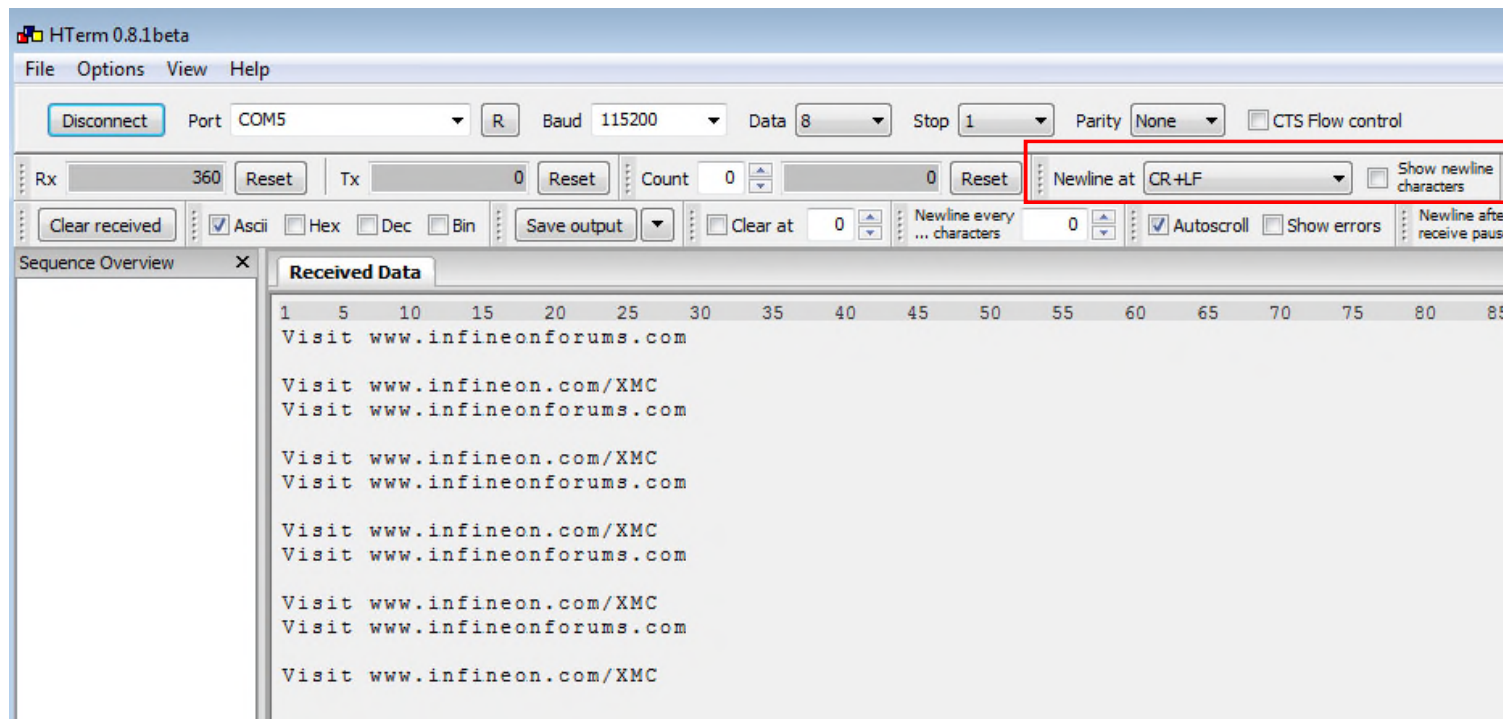 HTerm 0.8.1beta
File Options View Help
Disconnect Port COM5 R Baud 115200 Data 8 Stop 1 Parity None CTS Flow control
Rx 360 Reset Tx 0 Reset Count 0 0 Reset Newline at CR+LF Show newline characters
Clear received Ascii Hex Dec Bin Save output Clear at 0 Newline every ... characters 0 Autoscroll Show errors Newline afte receive paus
Sequence Overview X Received Data
1 5 10 15 20 25 30 35 40 45 50 55 60 65 70 75 80 85
Visit www.infineonforums.com
Visit www.infineon.com/XMC
Visit www.infineonforums.com
Visit www.infineon.com/XMC
Visit www.infineonforums.com
Visit www.infineon.com/XMC
Visit www.infineonforums.com
Visit www.infineon.com/XMC
Visit www.infineonforums.com
Visit www.infineon.com/XMC